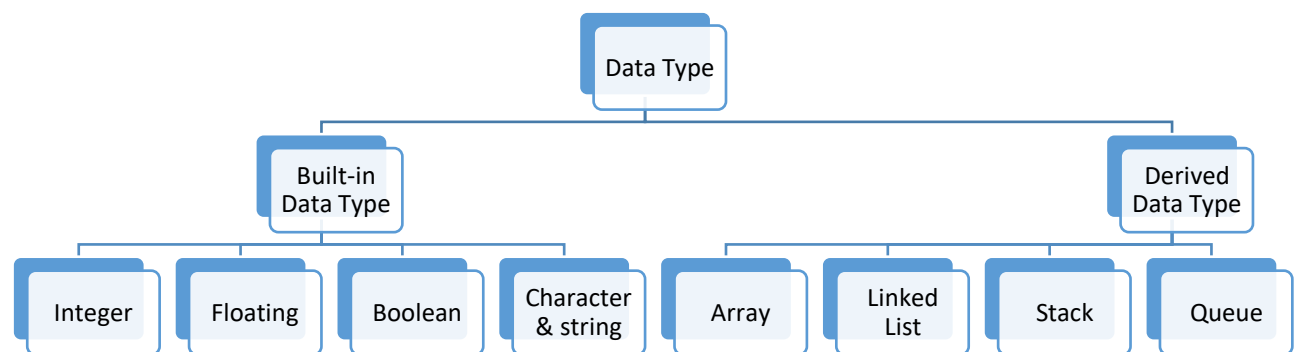 Data Type
Built-in
Data Type
Derived
Data Type
Integer
Floating
Boolean
Character
& string
Array
Linked
List
Stack
Queue